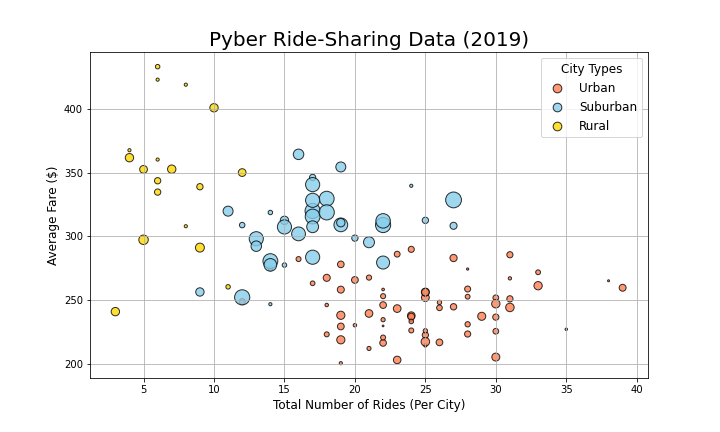 Pyber Ride-Sharing Data (2019)
City Types
Urban
Suburban
Rural
400
350
300
250
200
Average Fare ($)
5 10 15 20 25 30 35 40
Total Number of Rides (Per City)